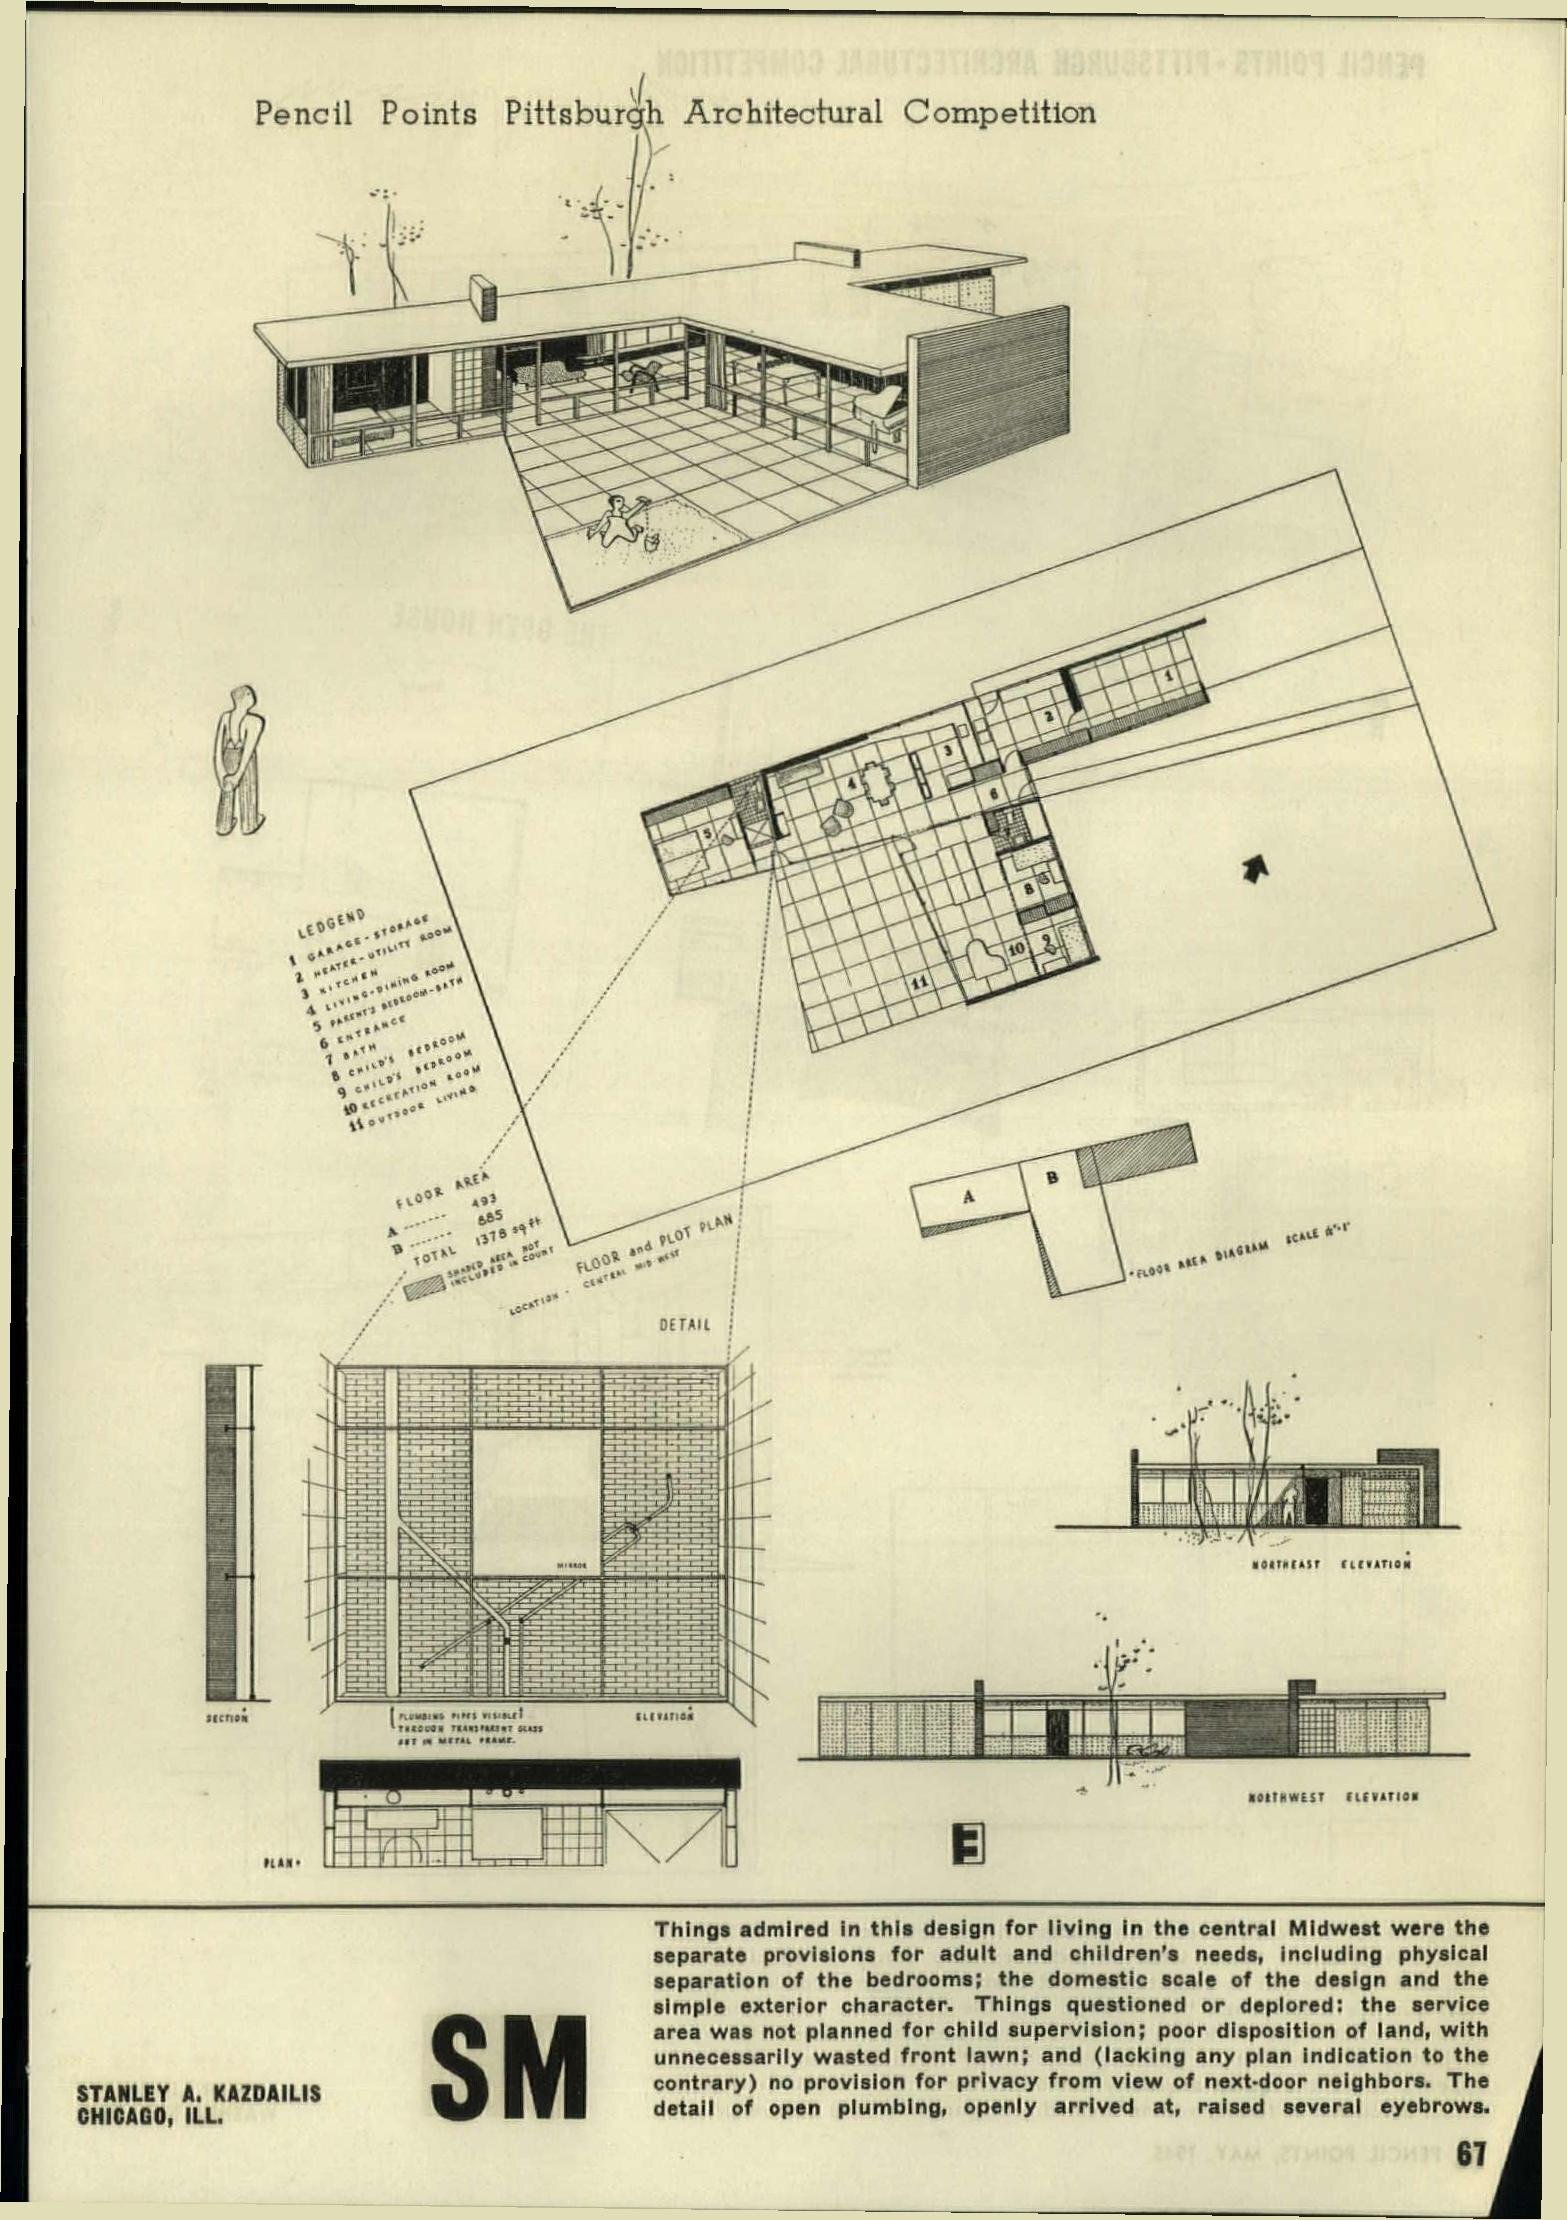 Pencil Points Pittsburgh Architectural Competition
LEDGEND
1 GARAGE-STORAGE
2 HEATER-UTILITY ROOM
3 KITCHEN
4 LIVING-DINING ROOM
5 PARENT'S BEDROOM-BATH
6 ENTRANCE
7 BATH
8 CHILD'S BEDROOM
9 CHILD'S BEDROOM
10 RECREATION ROOM
11 OUTDOOR LIVING
1
2
3
4
5
6
7
8
9
10
11
FLOOR AREA
A ------- 493
B ------- 885
TOTAL 1378 sq ft
SHADED AREA NOT
INCLUDED IN COUNT
FLOOR and PLOT PLAN
LOCATION - CENTRAL MID-WEST
A
B
FLOOR AREA DIAGRAM SCALE
DETAIL
MIRROR
SECTION
PLUMBING PIPES VISIBLE
THROUGH TRANSPARENT GLASS
SET IN METAL FRAME.
ELEVATION
PLAN
NORTHEAST ELEVATION
NORTHWEST ELEVATION
E
STANLEY A. KAZDAILIS
CHICAGO, ILL.
SM
Things admired in this design for living in the central Midwest were the
separate provisions for adult and children's needs, including physical
separation of the bedrooms; the domestic scale of the design and the
simple exterior character. Things questioned or deplored: the service
area was not planned for child supervision; poor disposition of land, with
unnecessarily wasted front lawn; and (lacking any plan indication to the
contrary) no provision for privacy from view of next-door neighbors. The
detail of open plumbing, openly arrived at, raised several eyebrows.
67